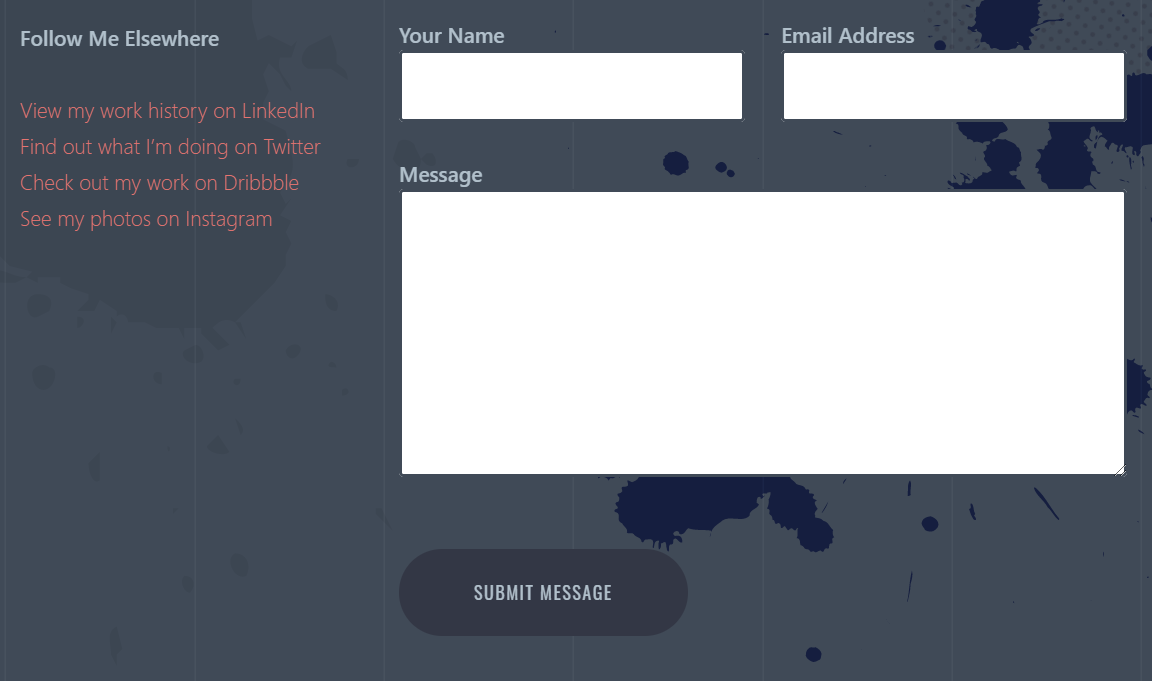 Follow Me Elsewhere
View my work history on LinkedIn
Find out what I’m doing on Twitter
Check out my work on Dribbble
See my photos on Instagram
Your Name
Email Address
Message
SUBMIT MESSAGE